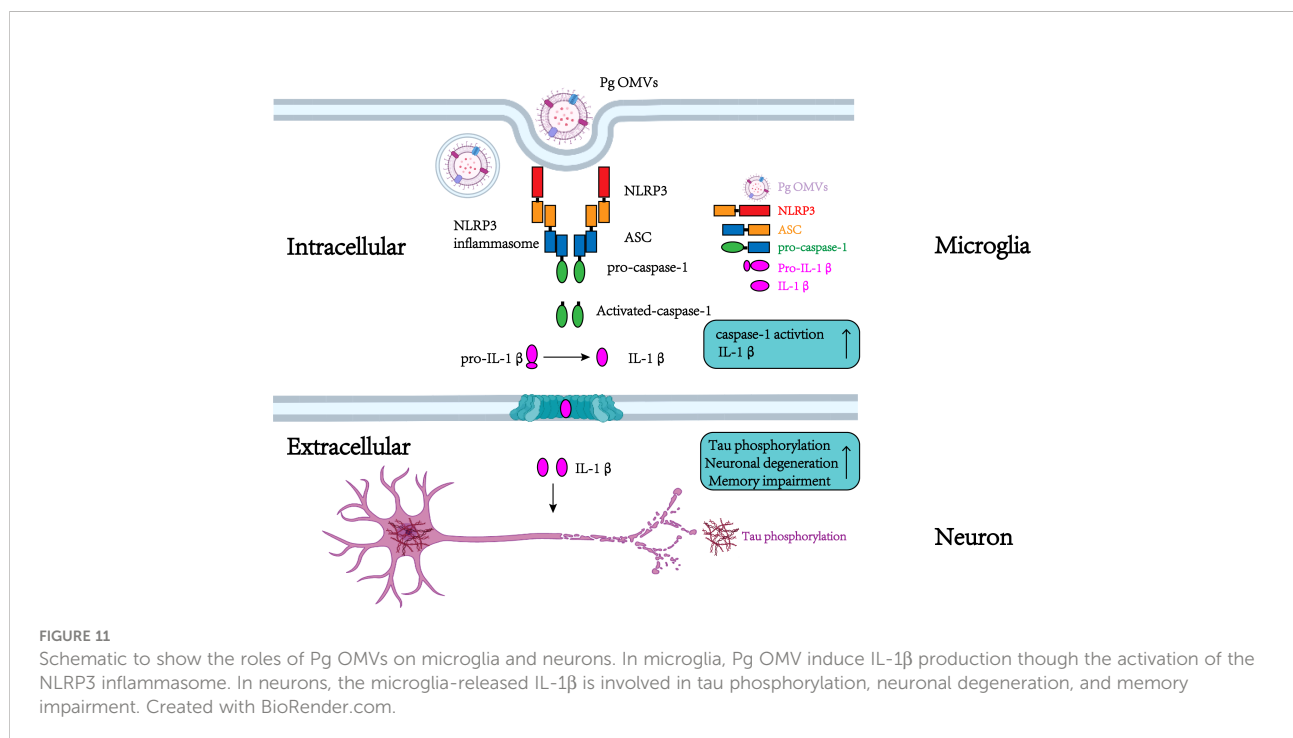 Pg OMVs
NLRP3
NLRP3
inflammasome
ASC
pro-caspase-1
Activated-caspase-1
pro-IL-1 β
IL-1 β
Intracellular
Pg OMVs
NLRP3
ASC
pro-caspase-1
Pro-IL-1 β
IL-1 β
Microglia
caspase-1 activtion
IL-1 β
Extracellular
IL-1 β
Tau phosphorylation
Neuronal degeneration
Memory impairment
Tau phosphorylation
Neuron
FIGURE 11
Schematic to show the roles of Pg OMVs on microglia and neurons. In microglia, Pg OMV induce IL-1β production though the activation of the
NLRP3 inflammasome. In neurons, the microglia-released IL-1β is involved in tau phosphorylation, neuronal degeneration, and memory
impairment. Created with BioRender.com.